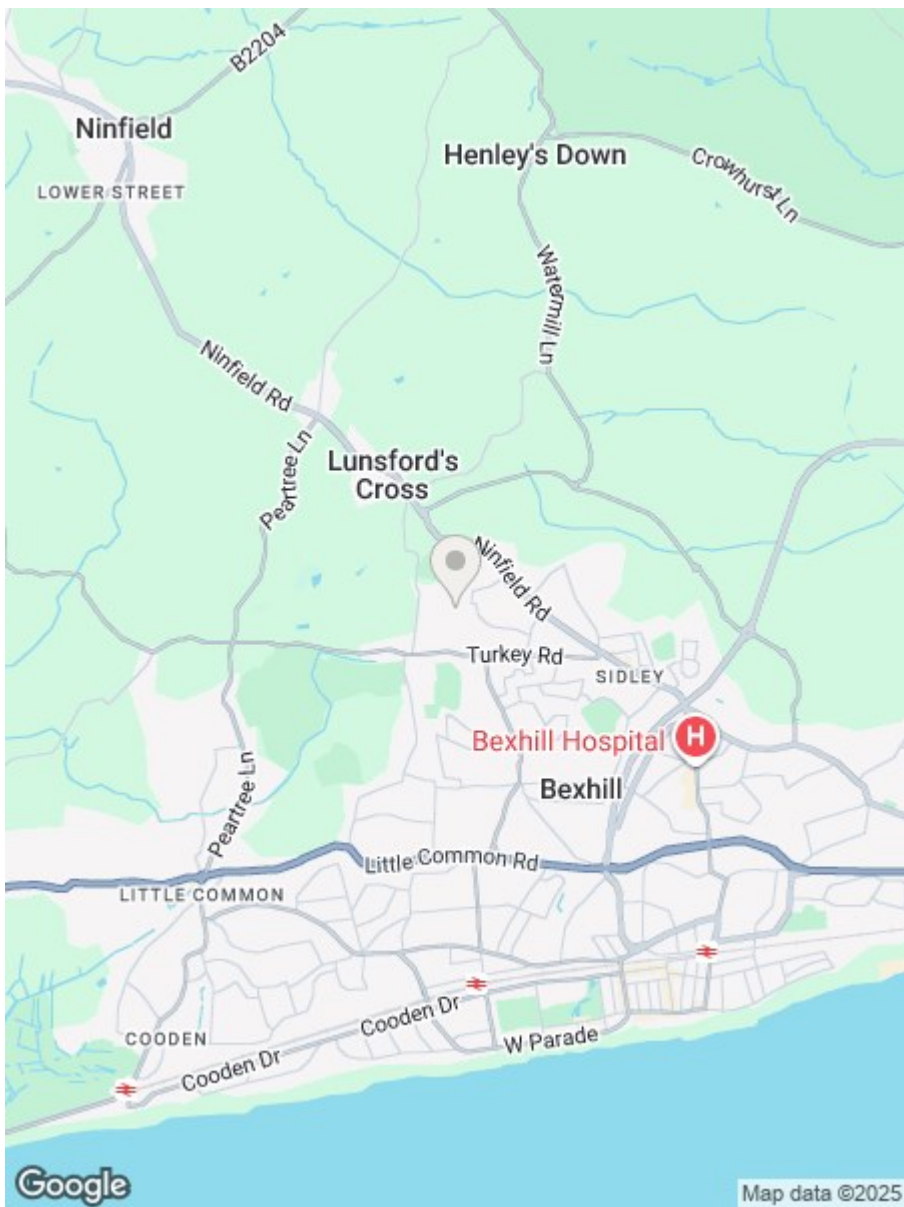 B2204
Ninfield
Henley's Down
Crowhurst Ln
LOWER STREET
Watermill Ln
Ninfield Rd
Lunsford's
Cross
Peartree Ln
Ninfield Rd
Turkey Rd
SIDLEY
H
Bexhill Hospital
Bexhill
Peartree Ln
Little Common Rd
LITTLE COMMON
Cooden Dr
COODEN
W Parade
Cooden Dr
Google
Map data ©2025